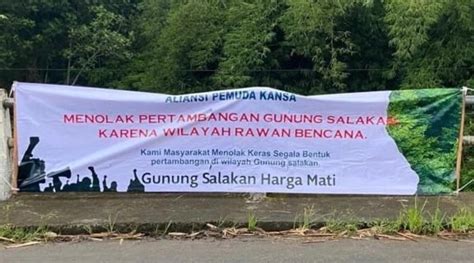 ALIANSI PEMUDA KANSA
MENOLAK PERTAMBANGAN GUNUNG SALAKAN
KARENA WILAYAH RAWAN BENCANA.
Kami Masyarakat Menolak Keras Segala Bentuk
pertambangan di wilayah Gunung salakan.
Gunung Salakan Harga Mati